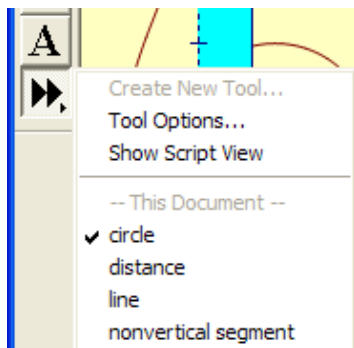 A
Create New Tool...
Tool Options...
Show Script View
-- This Document --
circle
distance
line
nonvertical segment